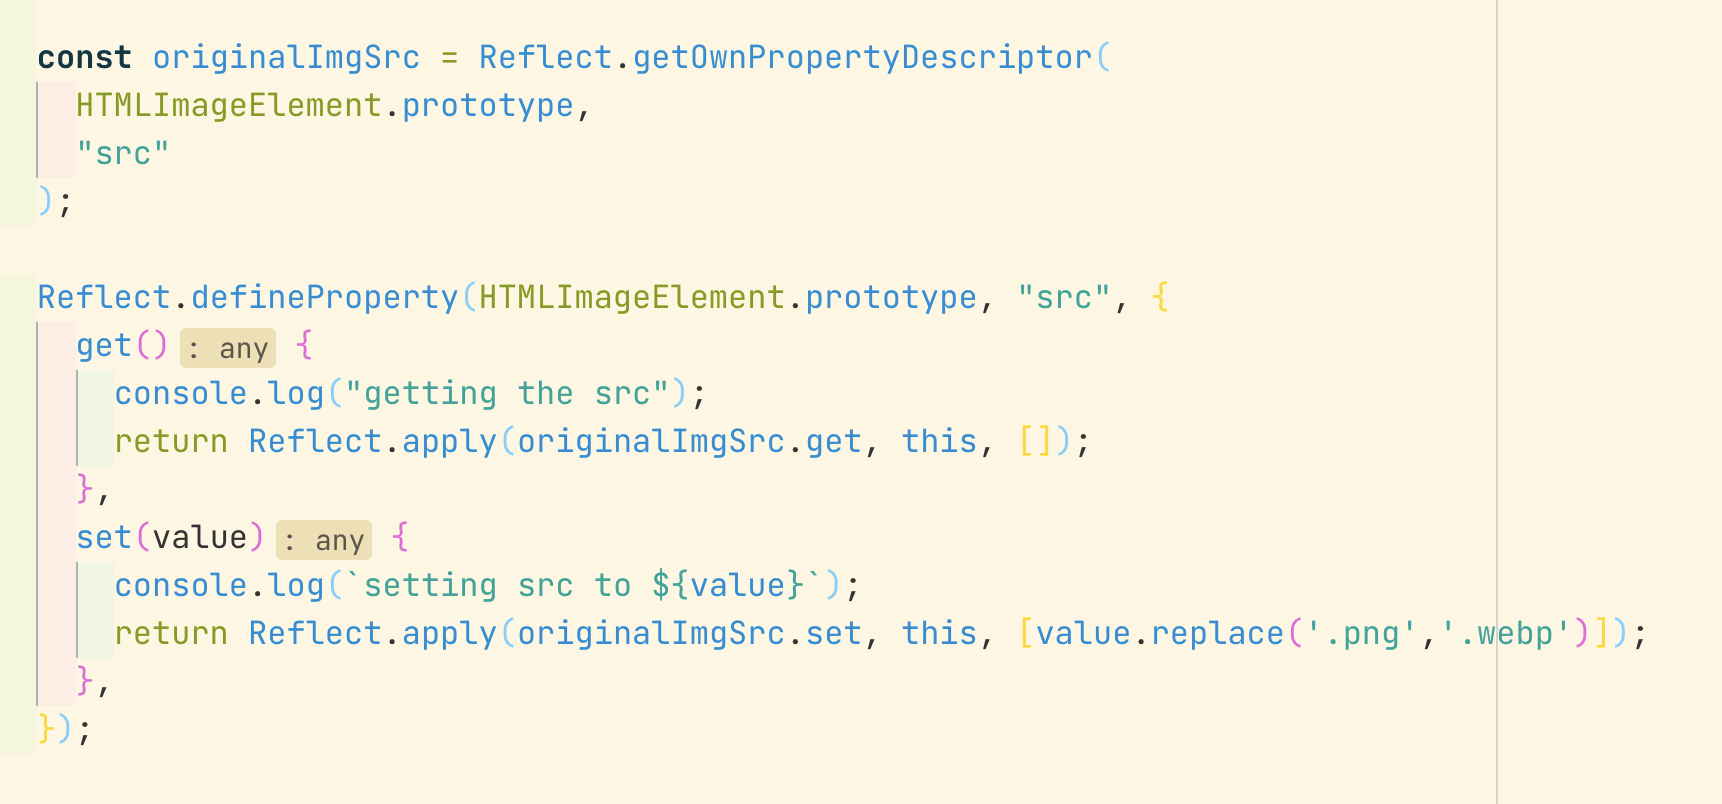 const originalImgSrc = Reflect.getOwnPropertyDescriptor(
  HTMLImageElement.prototype,
  "src"
);

Reflect.defineProperty(HTMLImageElement.prototype, "src", {
  get() : any {
    console.log("getting the src");
    return Reflect.apply(originalImgSrc.get, this, []);
  },
  set(value) : any {
    console.log(`setting src to ${value}`);
    return Reflect.apply(originalImgSrc.set, this, [value.replace('.png','.webp')]);
  },
});